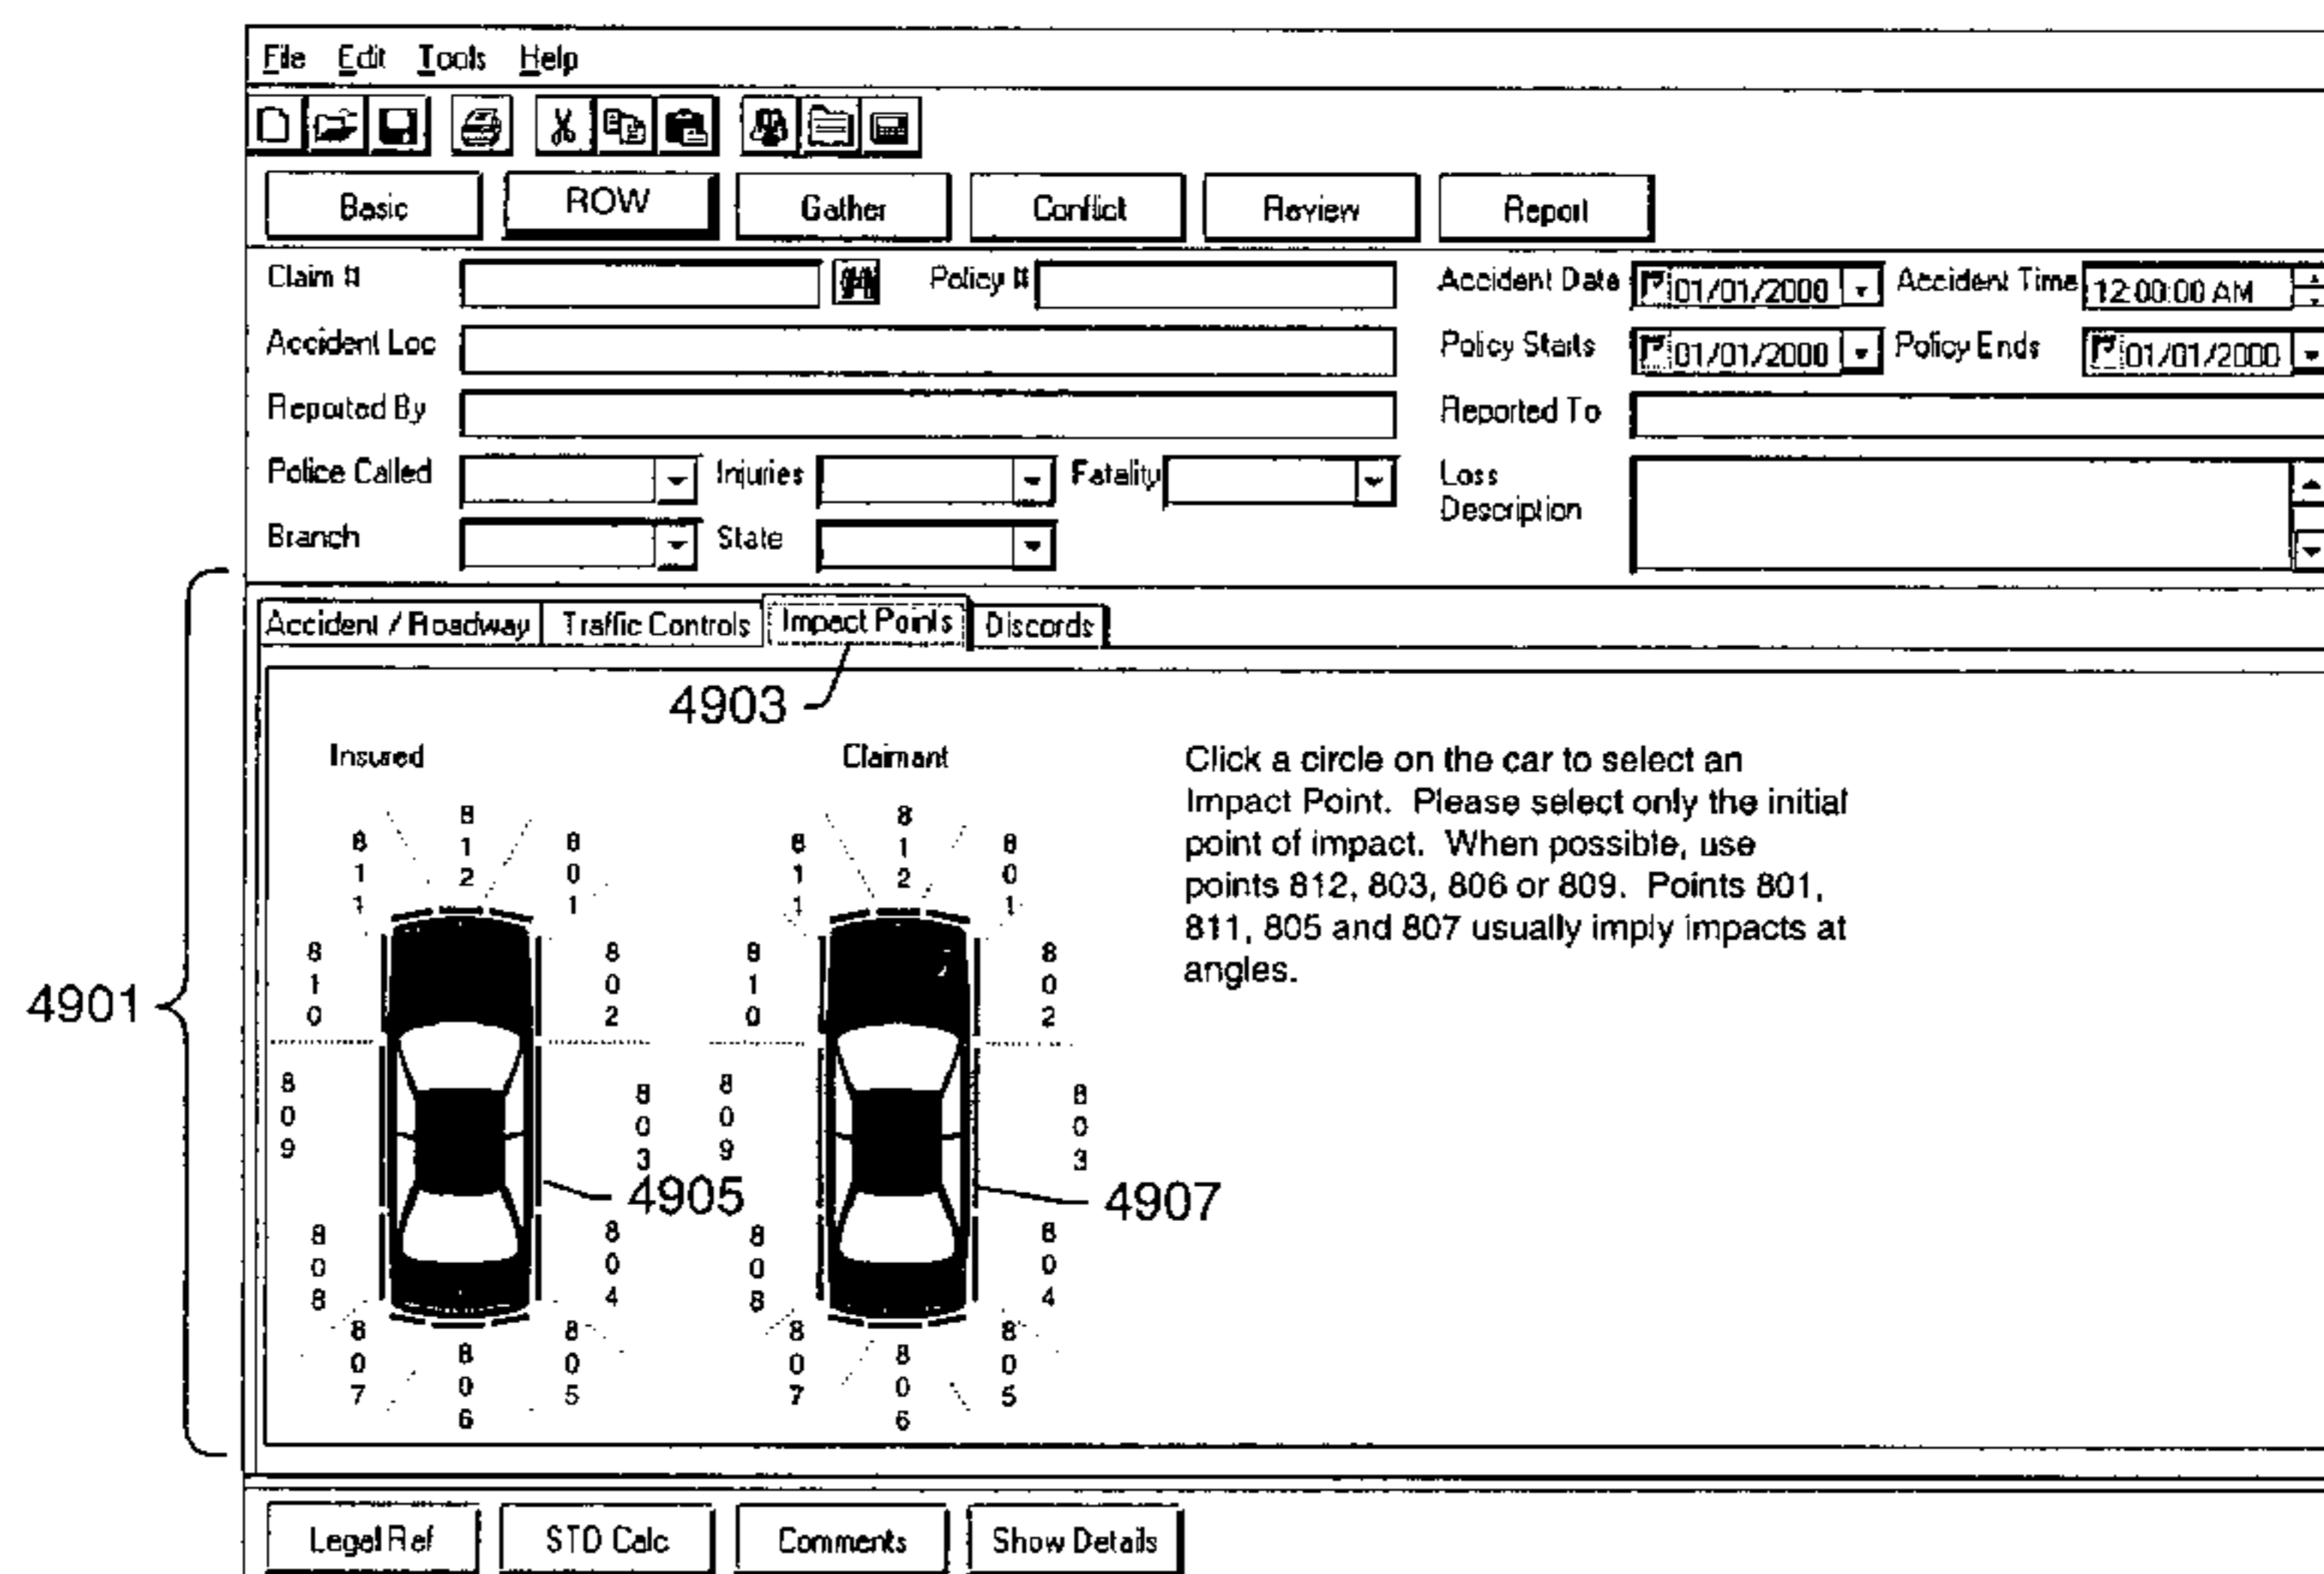 File Edit Tools Help
Basic ROW Gather Conflict Review Report
Claim # Policy # Accident Date 01/01/2000 Accident Time 12:00:00 AM
Accident Loc Policy Starts 01/01/2000 Policy Ends 01/01/2000
Reported By Reported To
Police Called Injuries Fatality Loss Description
Branch State
Accident / Roadway Traffic Controls Impact Points Discords
4903
4901
Insured Claimant
Click a circle on the car to select an
Impact Point. Please select only the initial
point of impact. When possible, use
points 812, 803, 806 or 809. Points 801,
811, 805 and 807 usually imply impacts at
angles.
811 812 801 811 812 801
810 802 810 802
809 803 809 803
4905 4907
808 804 808 804
807 806 805 807 806 805
Legal Ref STD Calc Comments Show Details